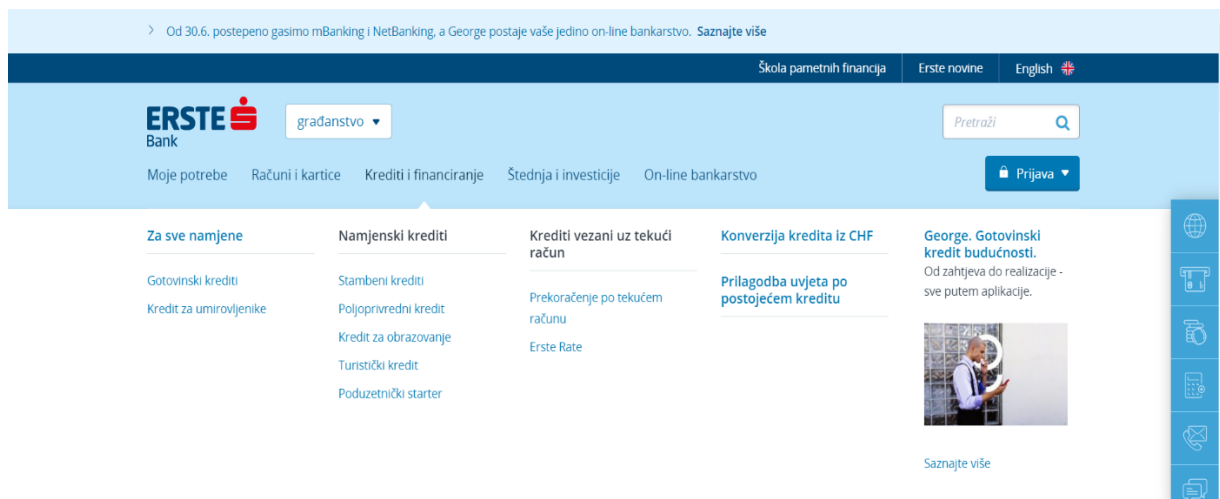 Od 30.6. postepeno gasimo mBanking i NetBanking, a George postaje vaše jedino on-line bankarstvo. Saznajte više
Škola pametnih financija
Erste novine
English
ERSTE
Bank
građanstvo
Pretraži
Moje potrebe
Računi i kartice
Krediti i financiranje
Štednja i investicije
On-line bankarstvo
Prijava
Za sve namjene
Gotovinski krediti
Kredit za umirovljenike
Namjenski krediti
Stambeni krediti
Poljoprivredni kredit
Kredit za obrazovanje
Turistički kredit
Poduzetnički starter
Krediti vezani uz tekući
račun
Prekoračenje po tekućem
računu
Erste Rate
Konverzija kredita iz CHF
Prilagodba uvjeta po
postojećem kreditu
George. Gotovinski
kredit budućnosti.
Od zahtjeva do realizacije -
sve putem aplikacije.
Saznajte više